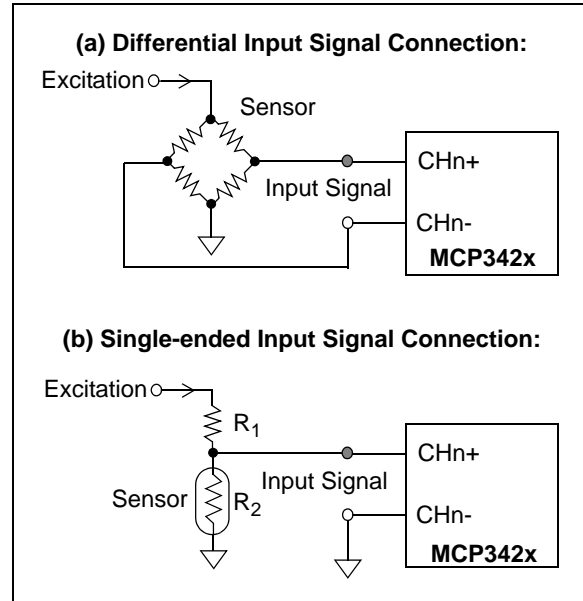 (a) Differential Input Signal Connection:
Excitation
Sensor
CHn+
Input Signal
CHn-
MCP342x
(b) Single-ended Input Signal Connection:
Excitation
R1
CHn+
Input Signal
Sensor
R2
CHn-
MCP342x